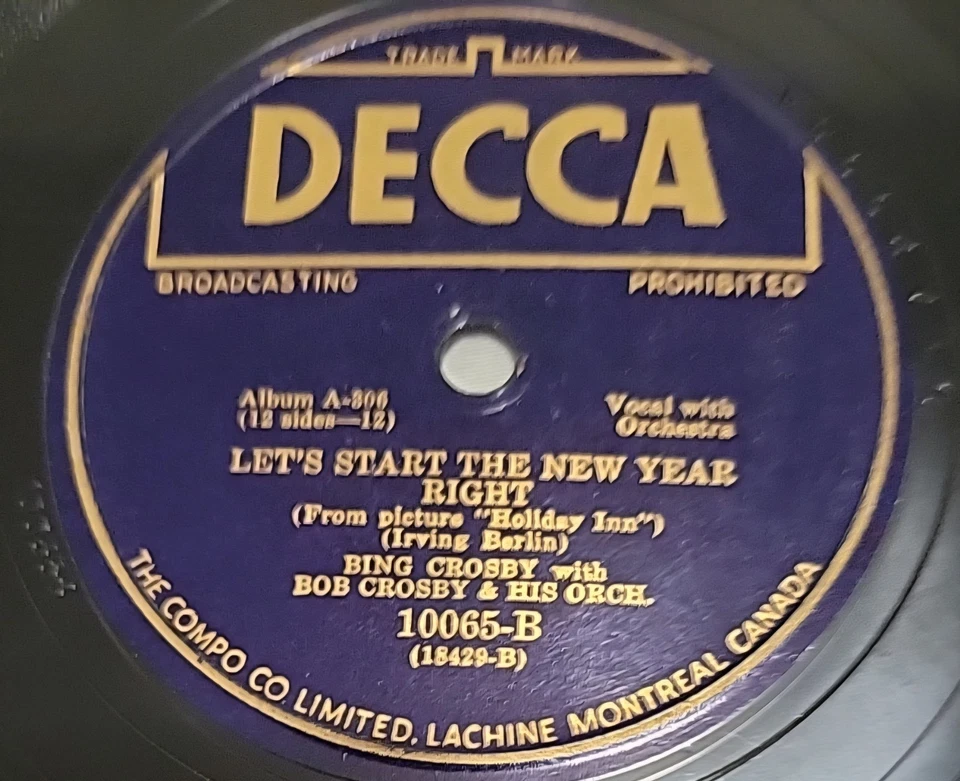 TRADE MARK
DECCA
BROADCASTING PROHIBITED
Album A-306 Vocal with
(12 sides—12) Orchestra
LET'S START THE NEW YEAR
RIGHT
(From picture "Holiday Inn")
(Irving Berlin)
BING CROSBY with
BOB CROSBY & HIS ORCH.
10065-B
(18429-B)
THE COMPO CO. LIMITED, LACHINE MONTREAL CANADA